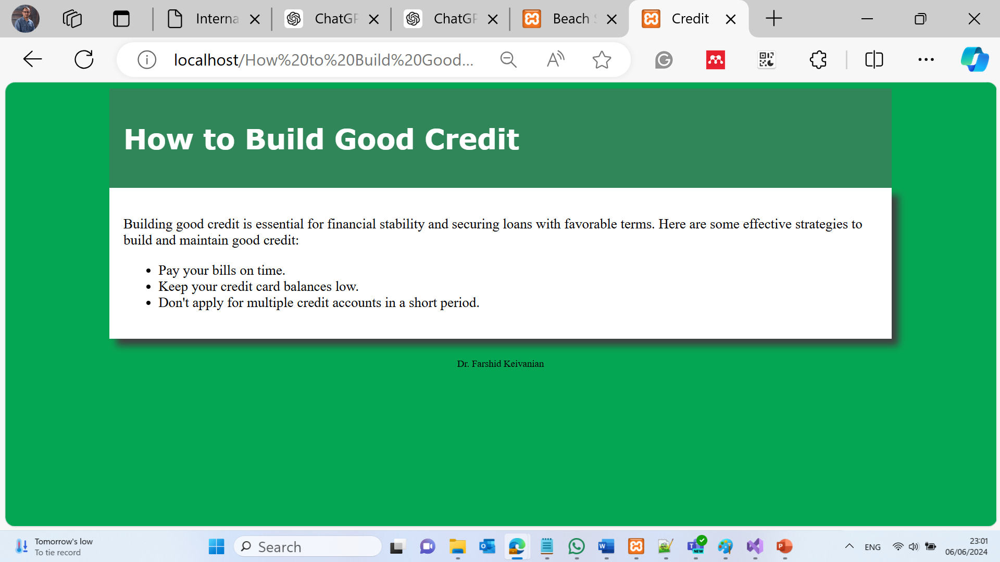 Interna
ChatGP
ChatGP
Beach S
Credit
localhost/How%20to%20Build%20Good...
How to Build Good Credit
Building good credit is essential for financial stability and securing loans with favorable terms. Here are some effective strategies to
build and maintain good credit:
• Pay your bills on time.
• Keep your credit card balances low.
• Don't apply for multiple credit accounts in a short period.
Dr. Farshid Keivanian
Tomorrow's low
To tie record
Search
NEW
ENG
23:01
06/06/2024